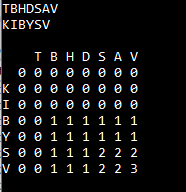 TBHDSAV
KIBYSV
T B H D S A V
0 0 0 0 0 0 0 0
K 0 0 0 0 0 0 0 0
I 0 0 0 0 0 0 0 0
B 0 0 1 1 1 1 1 1
Y 0 0 1 1 1 1 1 1
S 0 0 1 1 1 2 2 2
V 0 0 1 1 1 2 2 3